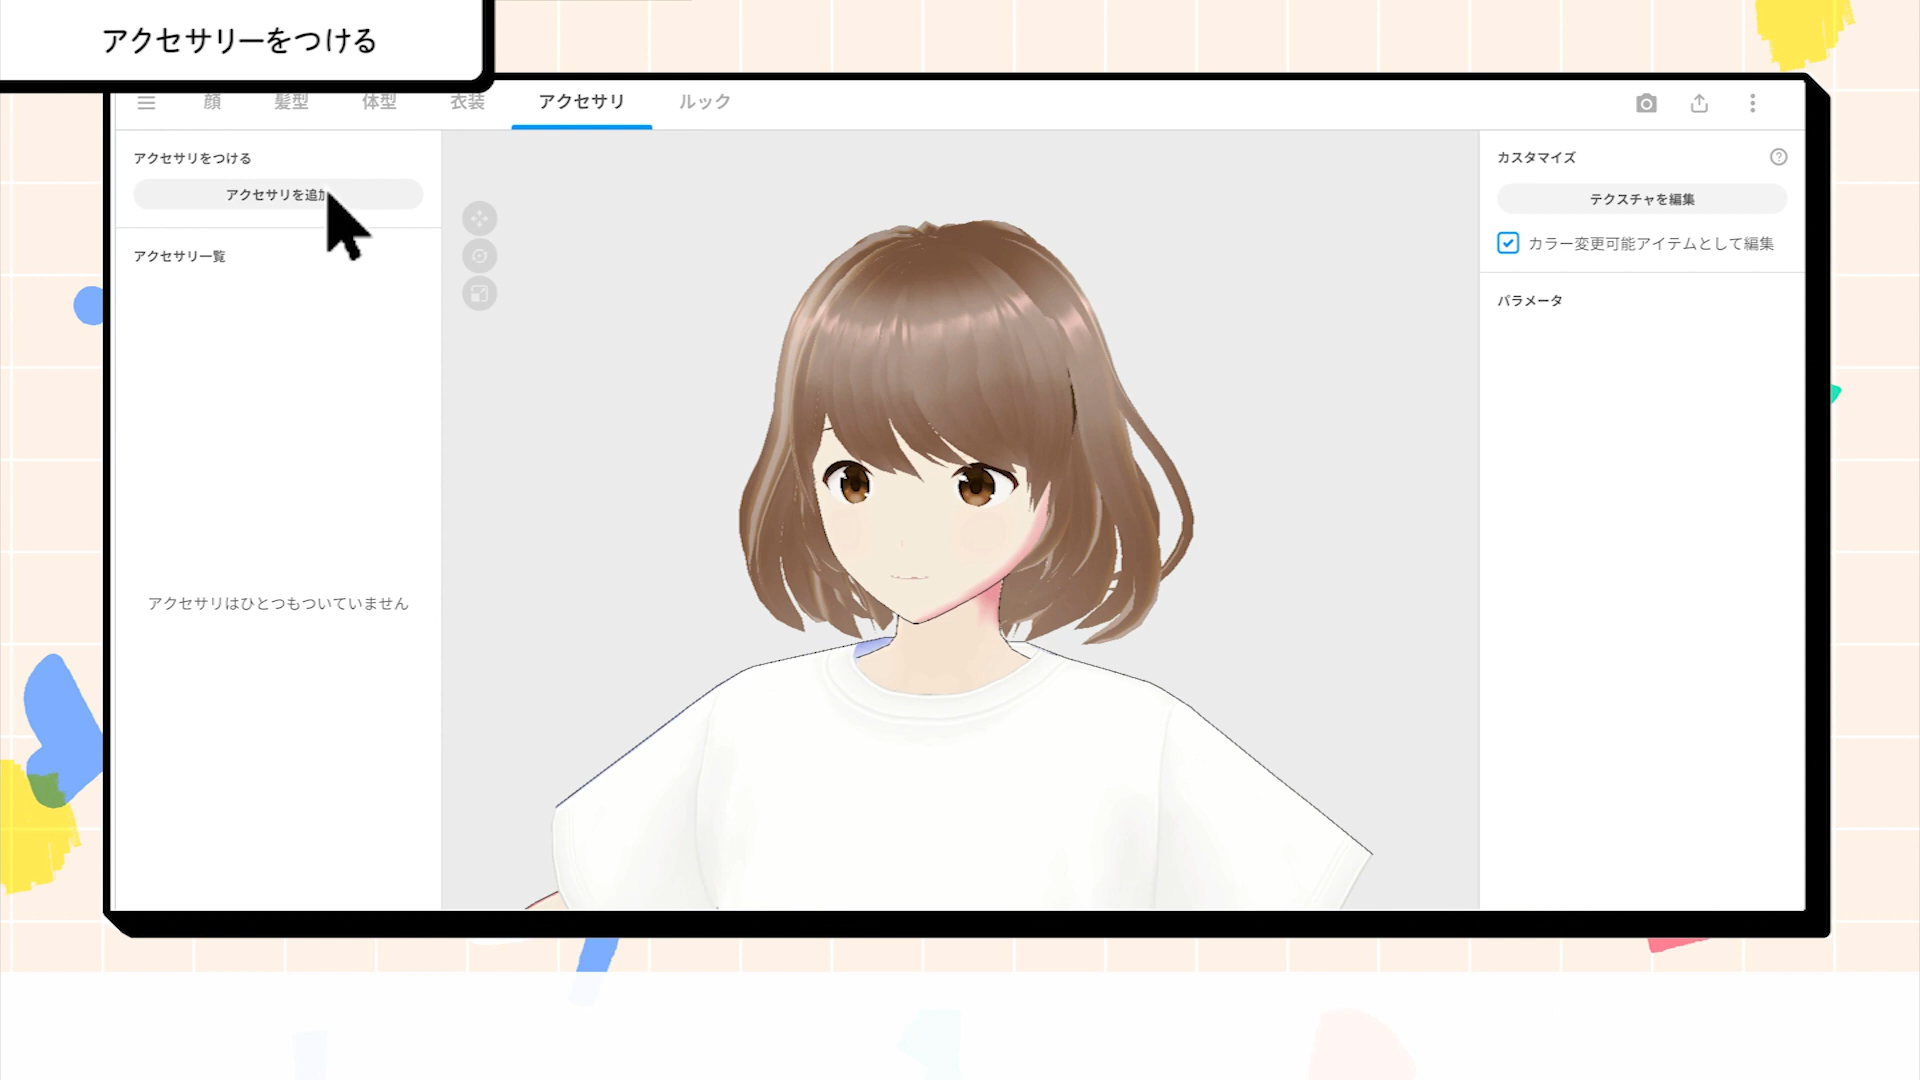 アクセサリーをつける
顔 髪型 体型 衣装 アクセサリ ルック
アクセサリをつける
アクセサリを追加
アクセサリ一覧
アクセサリはひとつもついていません
カスタマイズ
テクスチャを編集
カラー変更可能アイテムとして編集
パラメータ